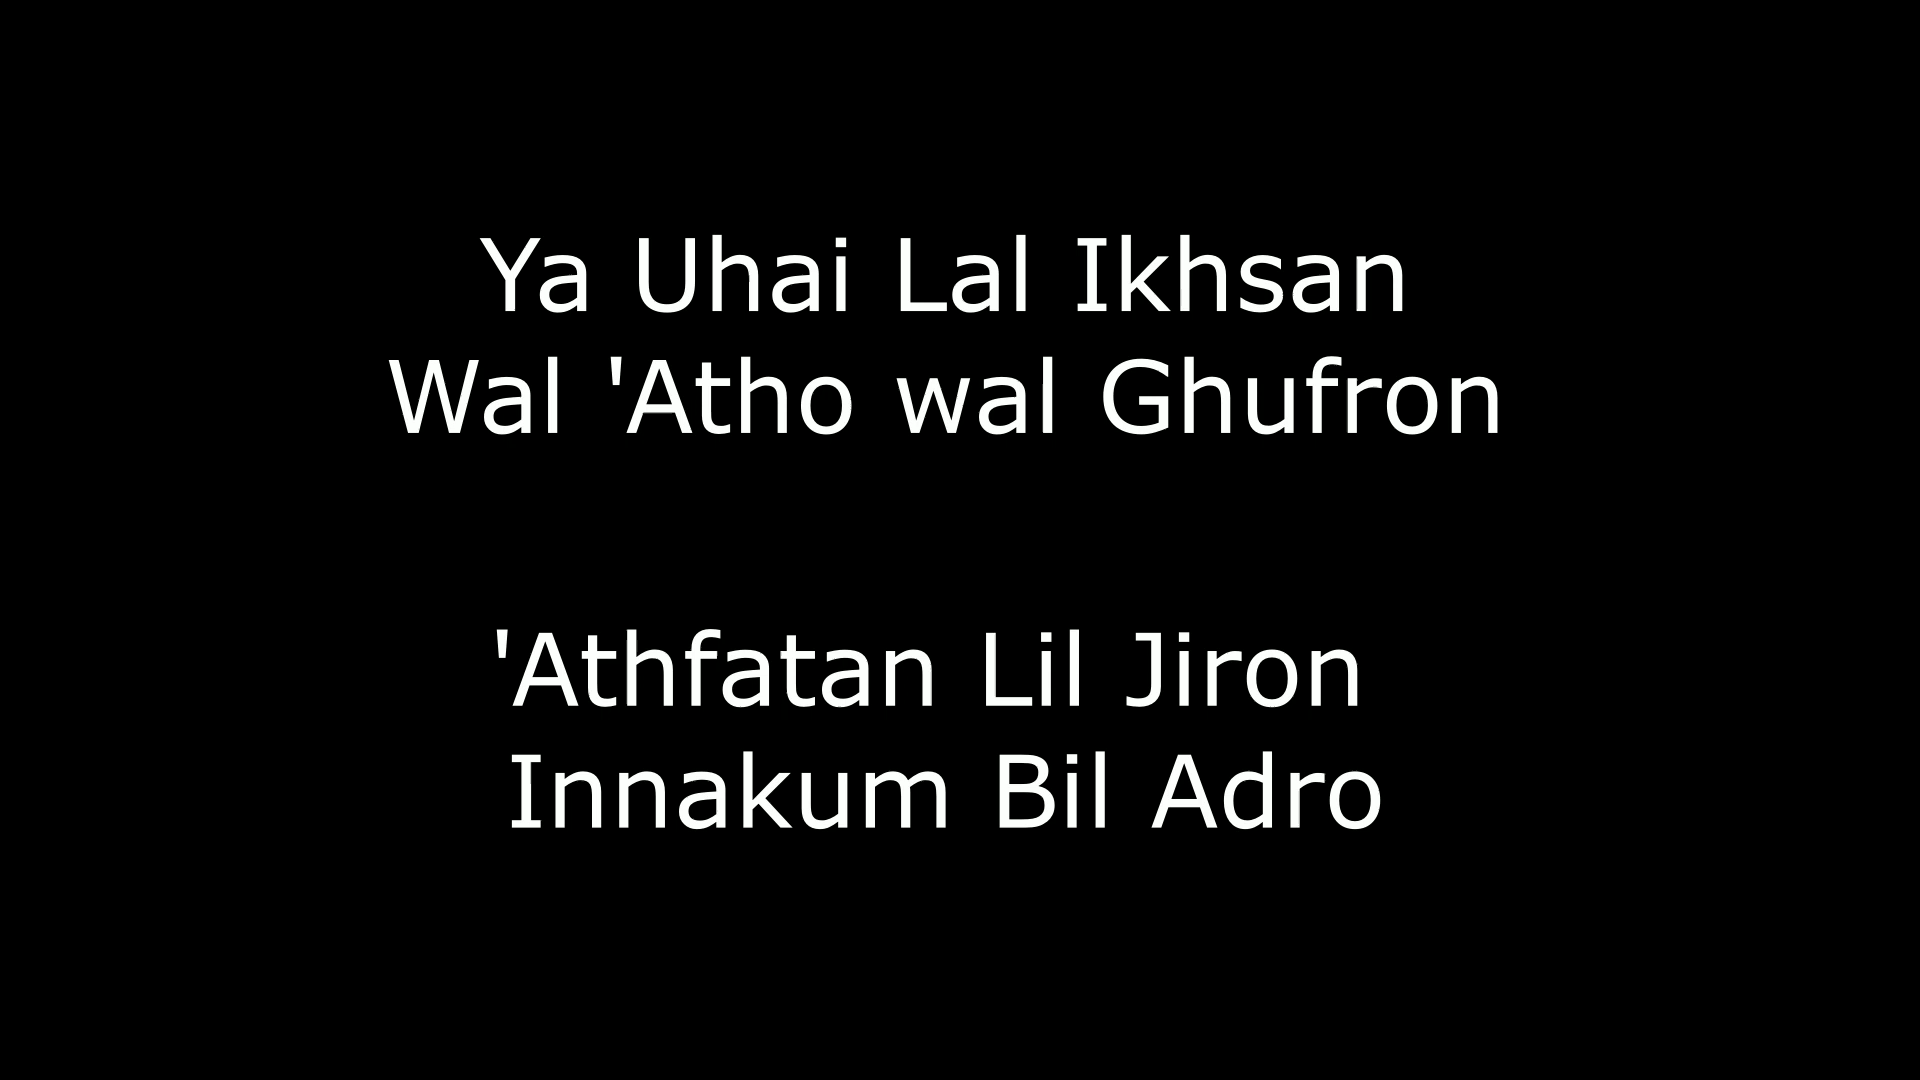 Ya Uhai Lal Ikhsan
Wal 'Atho wal Ghufron
'Athfatan Lil Jiron
Innakum Bil Adro